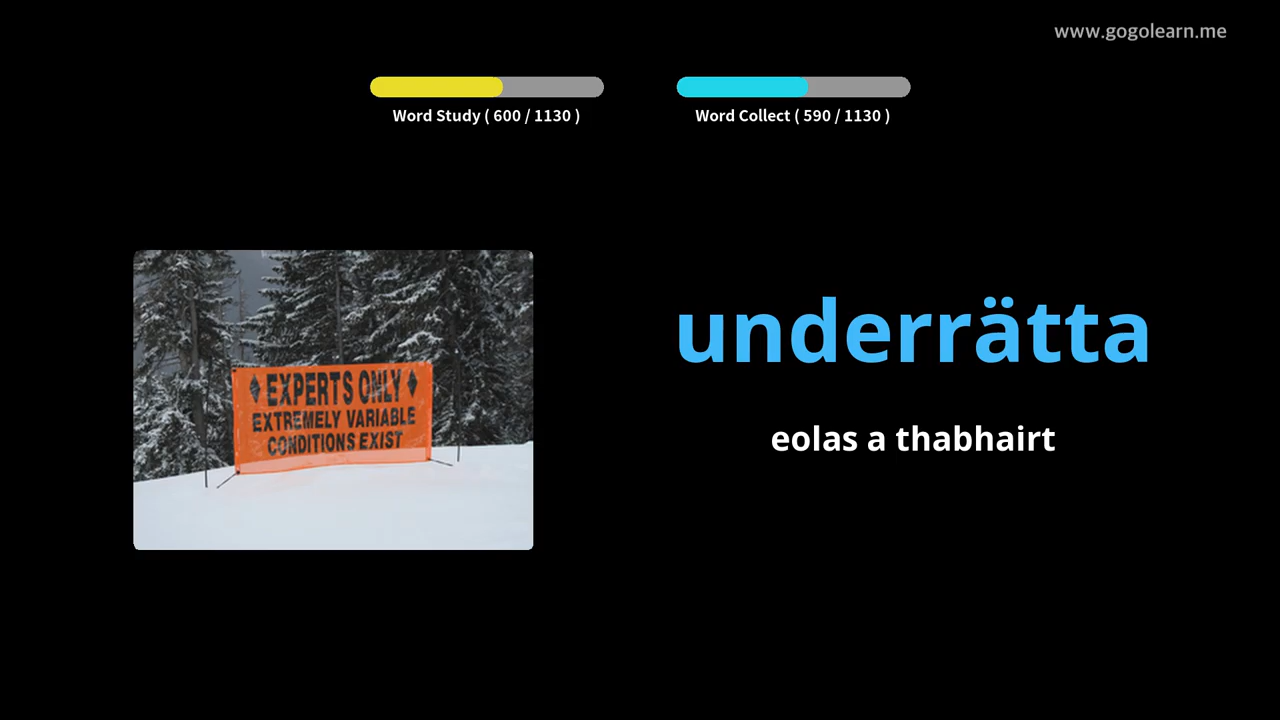 www.gogolearn.me
Word Study ( 600 / 1130 )
Word Collect ( 590 / 1130 )
EXPERTS ONLY
EXTREMELY VARIABLE
CONDITIONS EXIST
underrätta
eolas a thabhairt